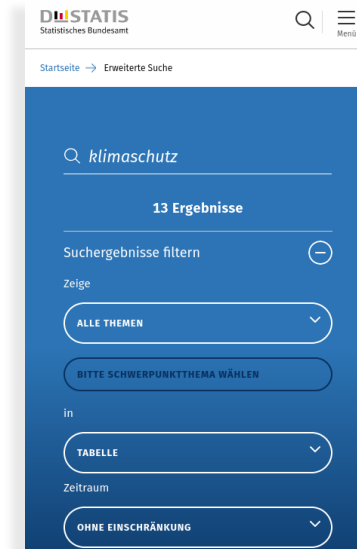 DESTATIS
Statistisches Bundesamt
Menü
Startseite → Erweiterte Suche
klimaschutz
13 Ergebnisse
Suchergebnisse filtern
Zeige
ALLE THEMEN
BITTE SCHWERPUNKTTHEMA WÄHLEN
in
TABELLE
Zeitraum
OHNE EINSCHRÄNKUNG